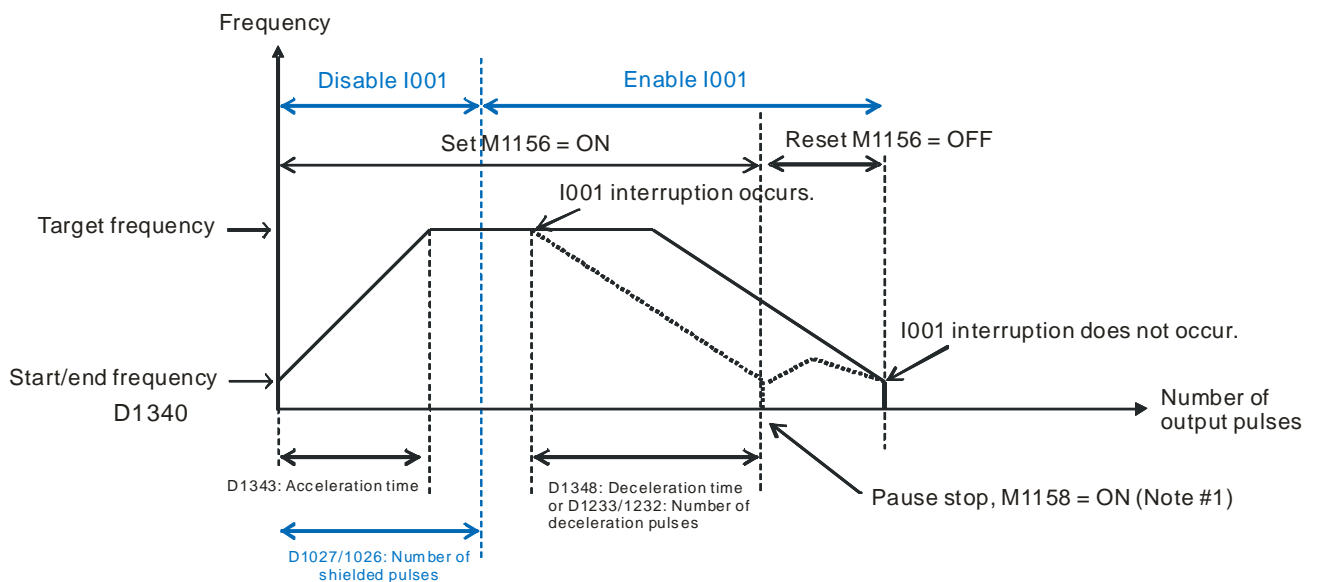 Frequency
Disable I001
Enable I001
Set M1156 = ON
Reset M1156 = OFF
I001 interruption occurs.
Target frequency
I001 interruption does not occur.
Start/end frequency
D1340
Number of
output pulses
D1343: Acceleration time
D1348: Deceleration time
or D1233/1232: Number of
deceleration pulses
Pause stop, M1158 = ON (Note #1)
D1027/1026: Number of
shielded pulses